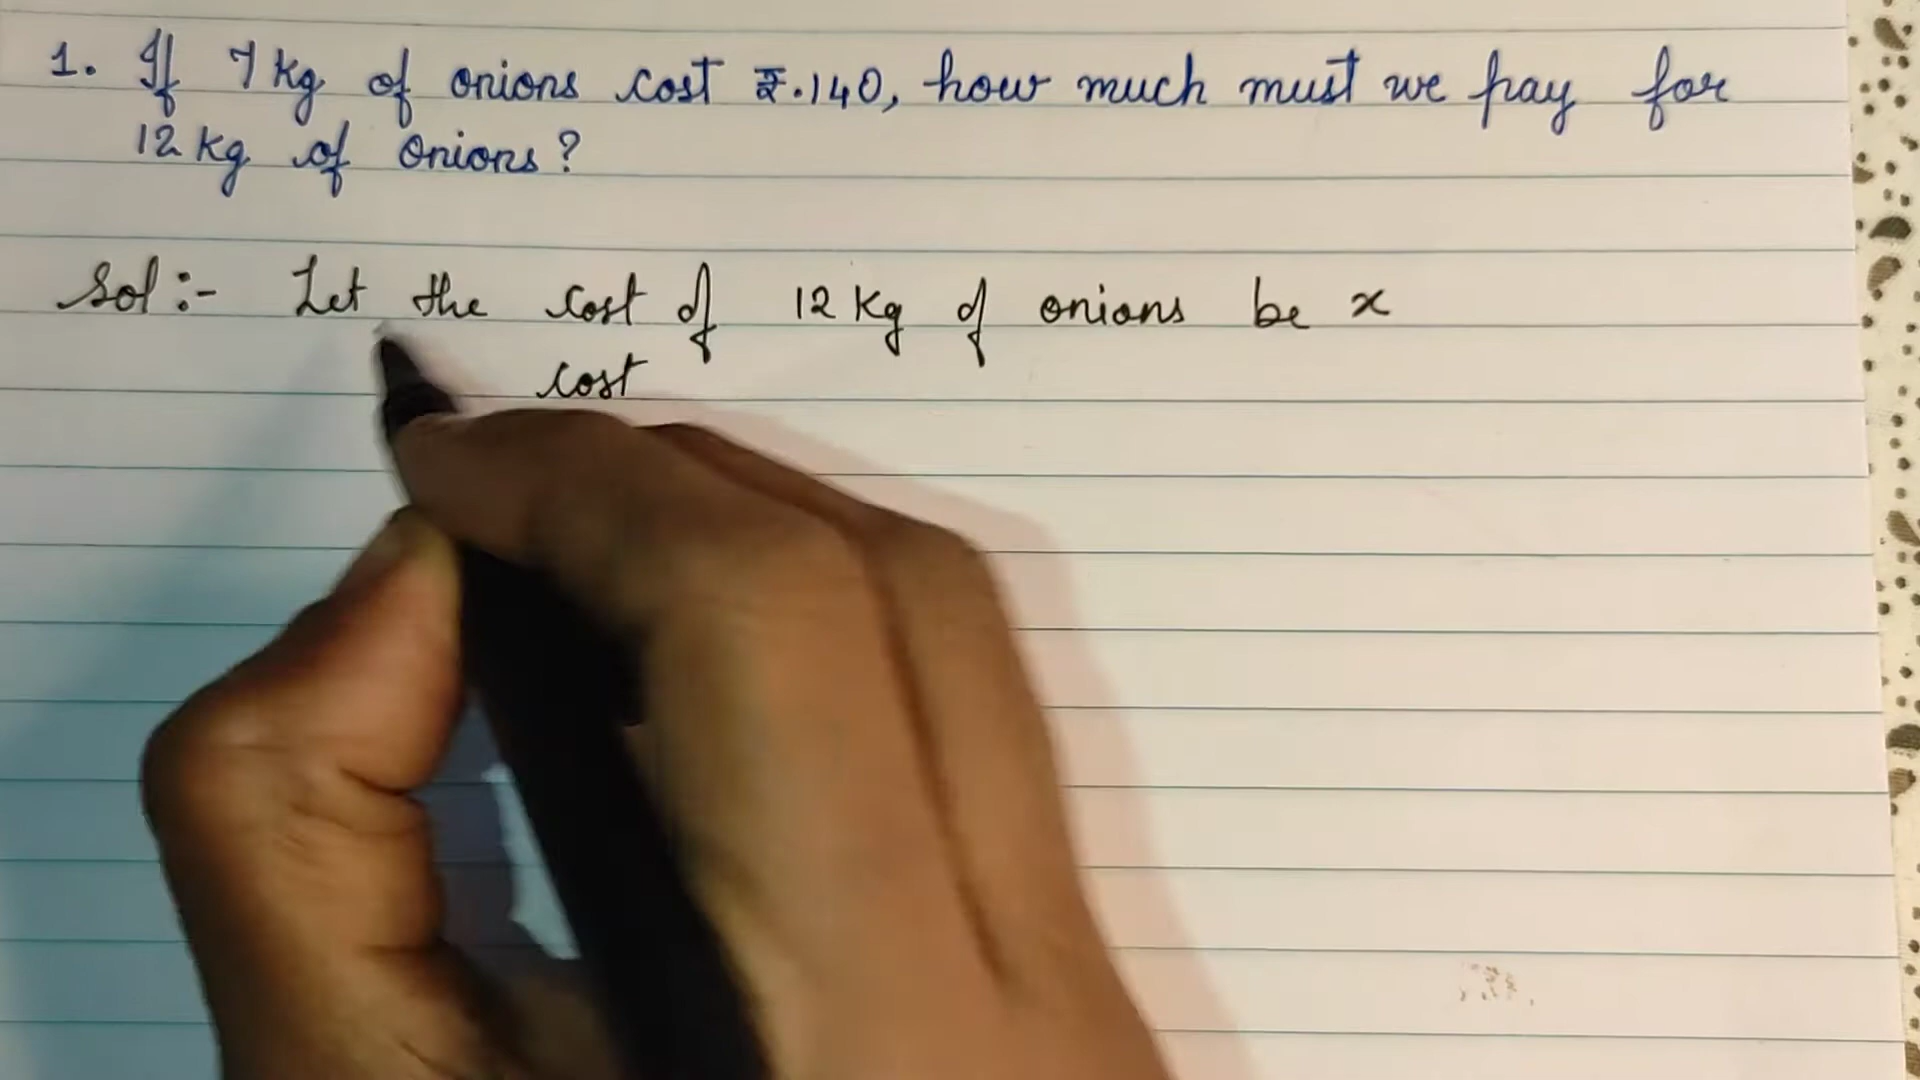 1. If 7 kg of onions cost ₹.140, how much must we pay for
12 kg of onions?
Sol :- Let the cost of 12 kg of onions be x
cost